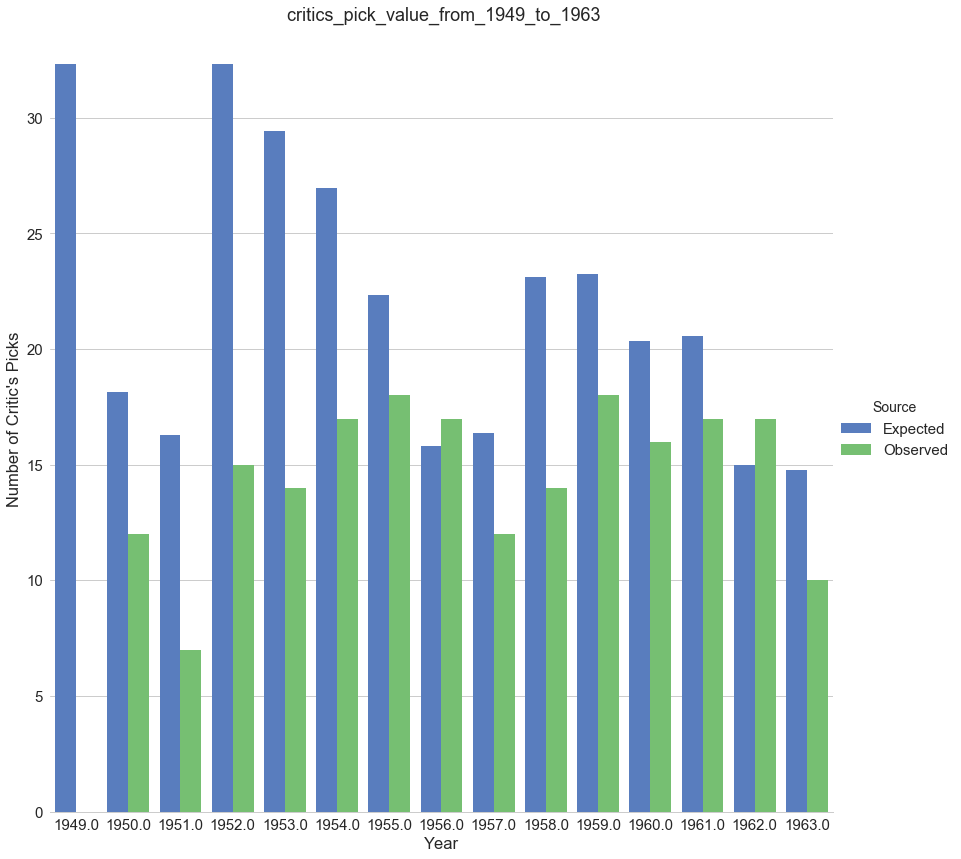 critics_pick_value_from_1949_to_1963
30
25
20
15
10
5
0
Number of Critic's Picks
1949.0 1950.0 1951.0 1952.0 1953.0 1954.0 1955.0 1956.0 1957.0 1958.0 1959.0 1960.0 1961.0 1962.0 1963.0
Year
Source
Expected
Observed